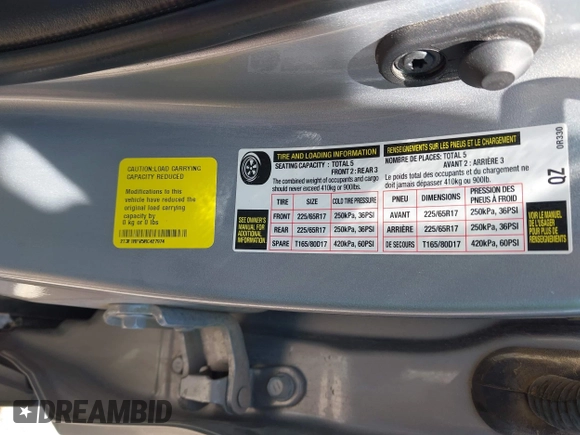 CAUTION:LOAD CARRYING
CAPACITY REDUCED
Modifications to this
vehicle have reduced the
original load carrying
capacity by
0 kg or 0 lbs
TIRE AND LOADING INFORMATION
SEATING CAPACITY : TOTAL 5
FRONT 2 : REAR 3
The combined weight of occupants and cargo
should never exceed 410kg or 900lbs.
SEE OWNER'S
MANUAL FOR
ADDITIONAL
INFORMATION
TIRE SIZE COLD TIRE PRESSURE
FRONT 225/65R17 250kPa, 36PSI
REAR 225/65R17 250kPa, 36PSI
SPARE T165/80D17 420kPa, 60PSI
RENSEIGNEMENTS SUR LES PNEUS ET LE CHARGEMENT
NOMBRE DE PLACES: TOTAL 5
AVANT 2 : ARRIÈRE 3
Le poids total des occupants et du chargement ne
doit jamais dépasser 410kg ou 900lb.
PNEU DIMENSIONS PRESSION DES
PNEUS À FROID
AVANT 225/65R17 250kPa, 36PSI
ARRIÈRE 225/65R17 250kPa, 36PSI
DE SECOURS T165/80D17 420kPa, 60PSI
VOIR LE MANUEL
DE L'USAGER
POUR PLUS DE
RENSEIGNEMENTS
0R330
QZ
DREAMBID